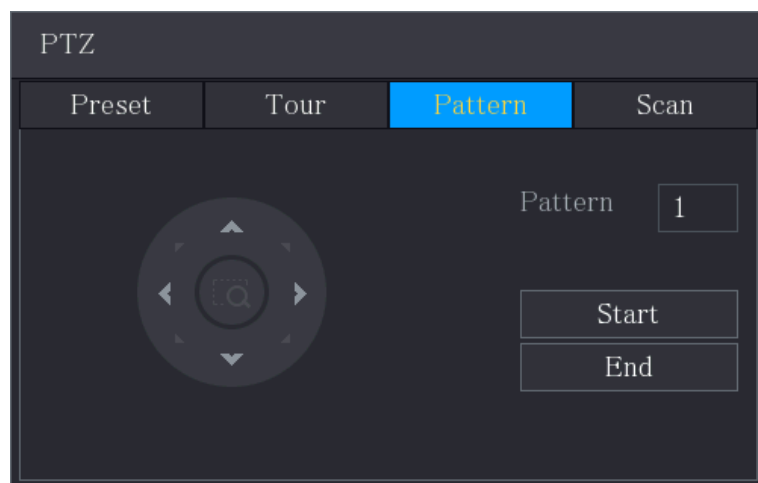 PTZ
Preset Tour Pattern Scan
Pattern 1
Start
End